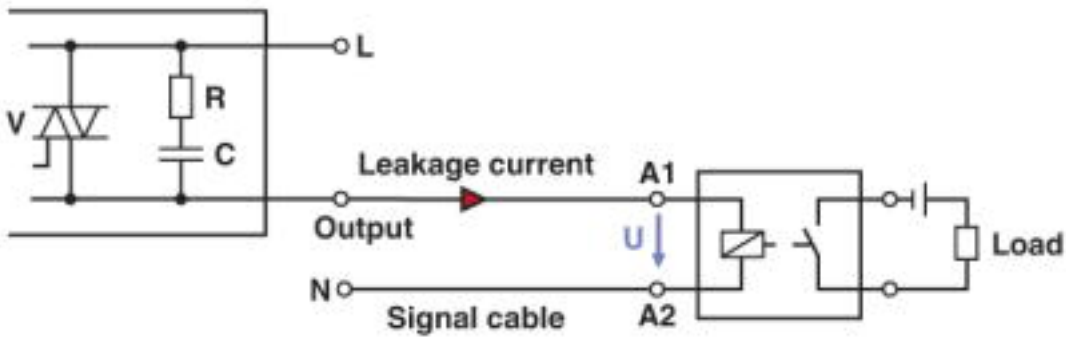 L
R
V
C
Leakage current
A1
Output
U
Load
N
A2
Signal cable